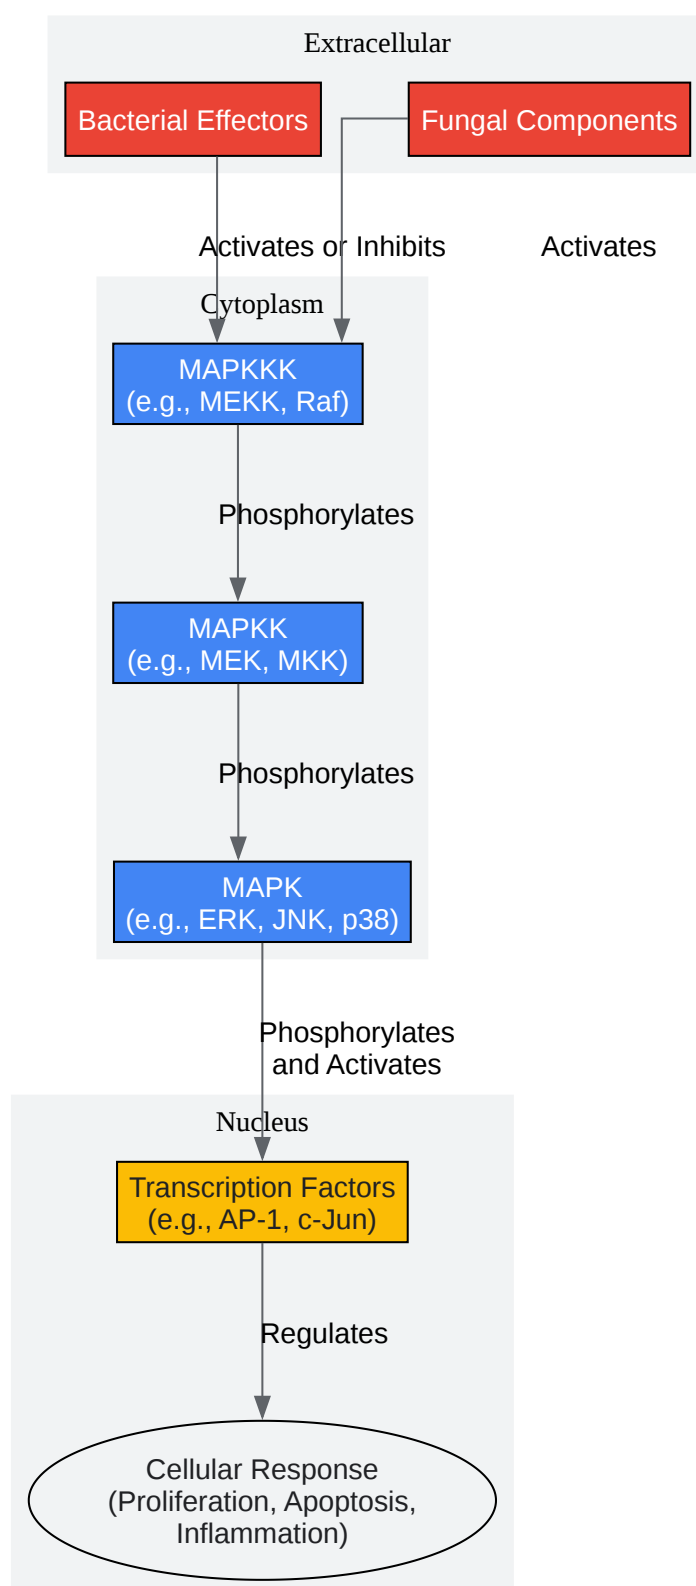 Extracellular
Bacterial Effectors
Fungal Components
Activates or Inhibits
Activates
Cytoplasm
MAPKKK
(e.g., MEKK, Raf)
Phosphorylates
MAPKK
(e.g., MEK, MKK)
Phosphorylates
MAPK
(e.g., ERK, JNK, p38)
Phosphorylates
and Activates
Nucleus
Transcription Factors
(e.g., AP-1, c-Jun)
Regulates
Cellular Response
(Proliferation, Apoptosis,
Inflammation)